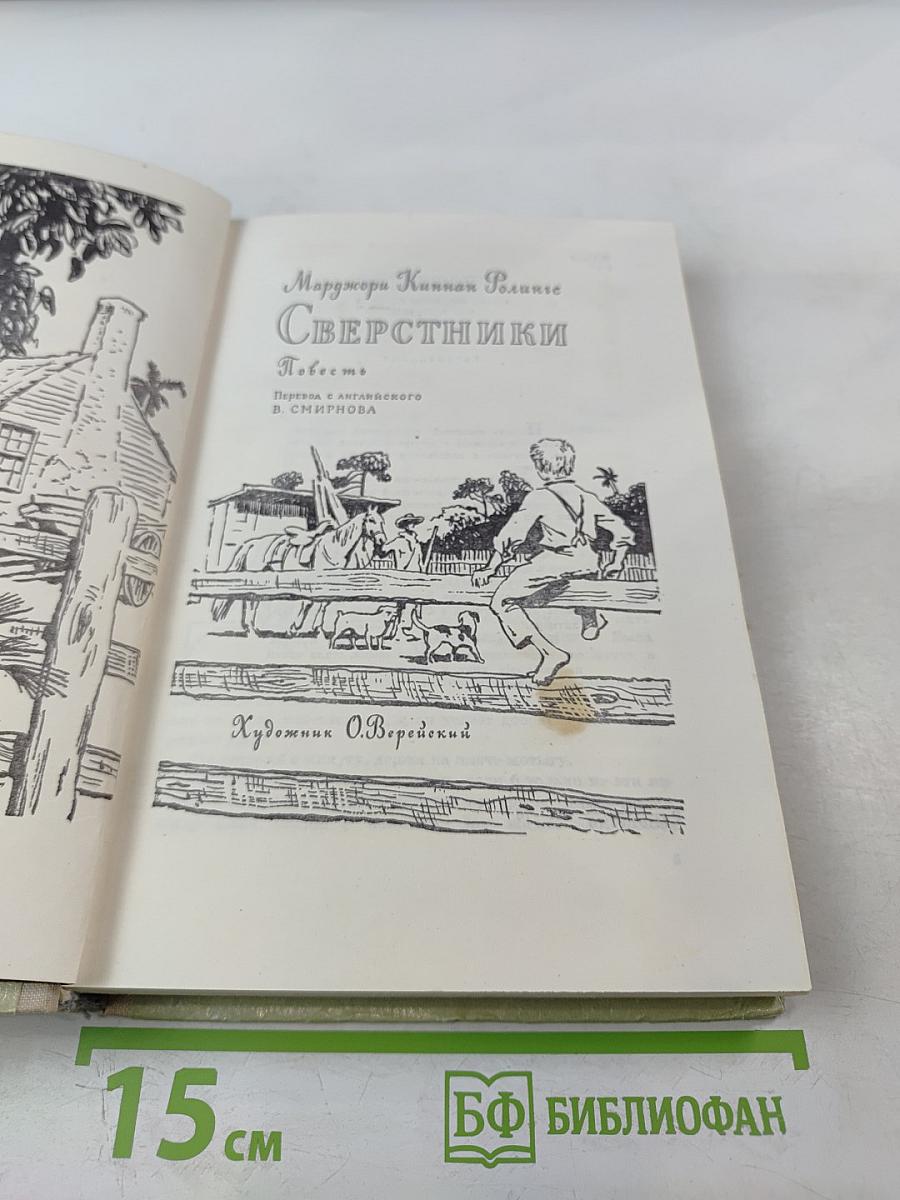 Марджори Киннан Ролингс
СВЕРСТНИКИ
Повесть
Перевод с английского
В. СМИРНОВА
Художник О. Верейский
15 см
БФ БИБЛИОФАН